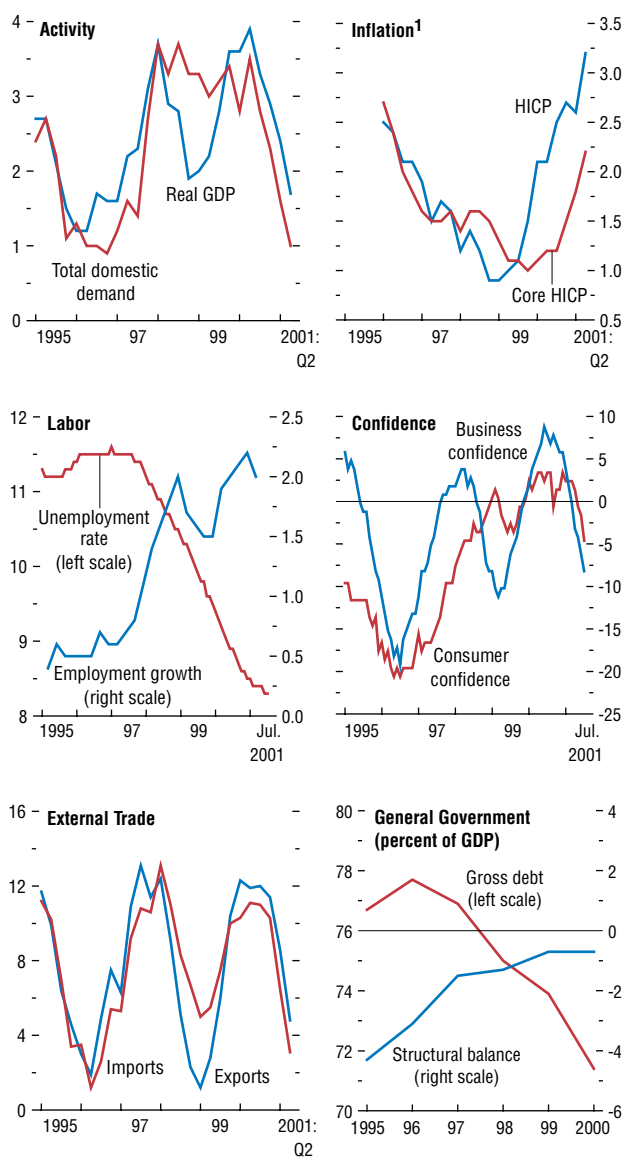 Activity
4
3
2
1
0
Real GDP
Total domestic
demand
1995
97
99
2001:
Q2
Inflation1
3.5
3.0
2.5
2.0
1.5
1.0
0.5
HICP
Core HICP
1995
97
99
2001:
Q2
Labor
12
11
10
9
8
2.5
2.0
1.5
1.0
0.5
0.0
Unemployment
rate
(left scale)
Employment growth
(right scale)
1995
97
99
Jul.
2001
Confidence
10
5
0
-5
-10
-15
-20
-25
Business
confidence
Consumer
confidence
1995
97
99
Jul.
2001
External Trade
16
12
8
4
0
Imports
Exports
1995
97
99
2001:
Q2
General Government
(percent of GDP)
80
78
76
74
72
70
4
2
0
-2
-4
-6
Gross debt
(left scale)
Structural balance
(right scale)
1995
96
97
98
99
2000